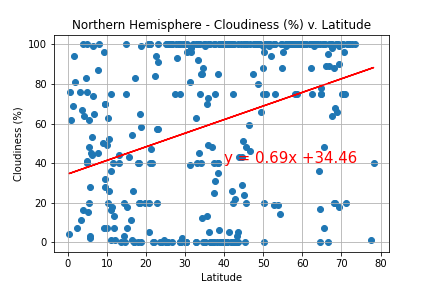 Northern Hemisphere - Cloudiness (%) v. Latitude
100
80
60
40
20
0
Cloudiness (%)
y = 0.69x +34.46
0 10 20 30 40 50 60 70 80
Latitude